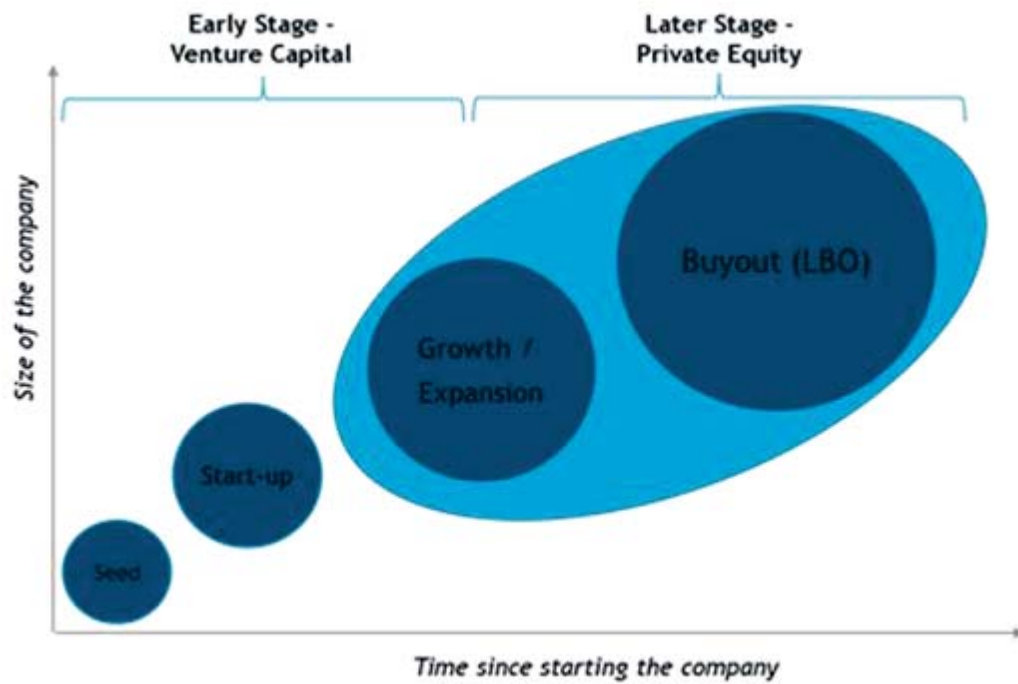 Early Stage -
Venture Capital
Later Stage -
Private Equity
Size of the company
Buyout (LBO)
Growth /
Expansion
Start-up
Seed
Time since starting the company